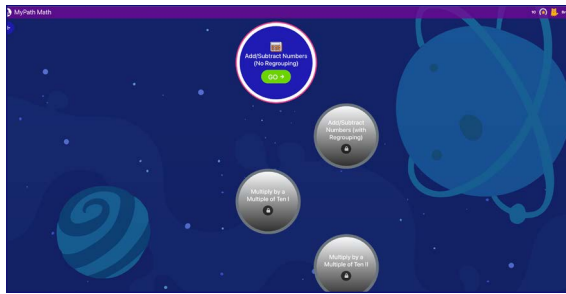 MyPath Math
Add/Subtract Numbers
(No Regrouping)
GO →
Add/Subtract
Numbers (with
Regrouping)
Multiply by a
Multiple of Ten I
Multiply by a
Multiple of Ten II